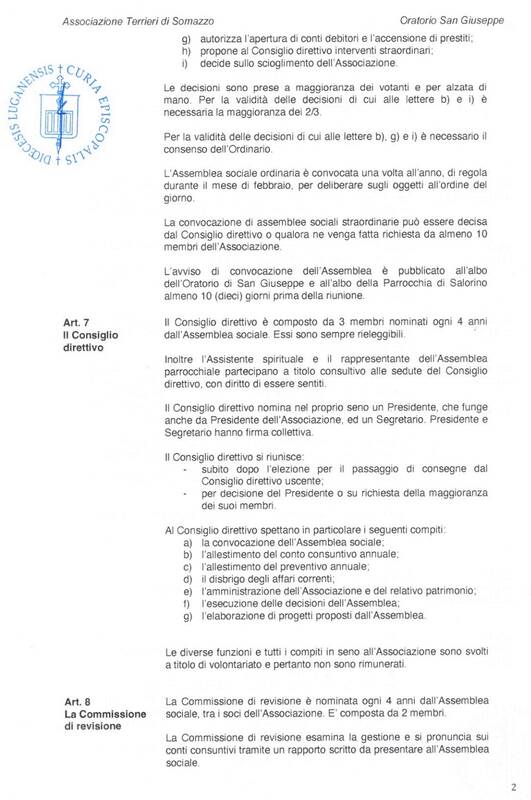 Associazione Terrieri di Somazzo Oratorio San Giuseppe
g) autorizza l'apertura di conti debitori e l'accensione di prestiti;
h) propone al Consiglio direttivo interventi straordinari;
i) decide sullo scioglimento dell'Associazione.
DIŒCESIS LUGANENSIS † CURIA EPISCOPALIS †
Le decisioni sono prese a maggioranza dei votanti e per alzata di
mano. Per la validità delle decisioni di cui alle lettere b) e i) è
necessaria la maggioranza dei 2/3.
Per la validità delle decisioni di cui alle lettere b), g) e i) è necessario il
consenso dell'Ordinario.
L'Assemblea sociale ordinaria è convocata una volta all'anno, di regola
durante il mese di febbraio, per deliberare sugli oggetti all'ordine del
giorno.
La convocazione di assemblee sociali straordinarie può essere decisa
dal Consiglio direttivo o qualora ne venga fatta richiesta da almeno 10
membri dell'Associazione.
L'avviso di convocazione dell'Assemblea è pubblicato all'albo
dell'Oratorio di San Giuseppe e all'albo della Parrocchia di Salorino
almeno 10 (dieci) giorni prima della riunione.
Art. 7
Il Consiglio
direttivo
Il Consiglio direttivo è composto da 3 membri nominati ogni 4 anni
dall'Assemblea sociale. Essi sono sempre rieleggibili.
Inoltre l'Assistente spirituale e il rappresentante dell'Assemblea
parrocchiale partecipano a titolo consultivo alle sedute del Consiglio
direttivo, con diritto di essere sentiti.
Il Consiglio direttivo nomina nel proprio seno un Presidente, che funge
anche da Presidente dell'Associazione, ed un Segretario. Presidente e
Segretario hanno firma collettiva.
Il Consiglio direttivo si riunisce:
- subito dopo l'elezione per il passaggio di consegne dal
Consiglio direttivo uscente;
- per decisione del Presidente o su richiesta della maggioranza
dei suoi membri.
Al Consiglio direttivo spettano in particolare i seguenti compiti:
a) la convocazione dell'Assemblea sociale;
b) l'allestimento del conto consuntivo annuale;
c) l'allestimento del preventivo annuale;
d) il disbrigo degli affari correnti;
e) l'amministrazione dell'Associazione e del relativo patrimonio;
f) l'esecuzione delle decisioni dell'Assemblea;
g) l'elaborazione di progetti proposti dall'Assemblea.
Le diverse funzioni e tutti i compiti in seno all'Associazione sono svolti
a titolo di volontariato e pertanto non sono rimunerati.
Art. 8
La Commissione
di revisione
La Commissione di revisione è nominata ogni 4 anni dall'Assemblea
sociale, tra i soci dell'Associazione. E' composta da 2 membri.
La Commissione di revisione esamina la gestione e si pronuncia sui
conti consuntivi tramite un rapporto scritto da presentare all'Assemblea
sociale.
2